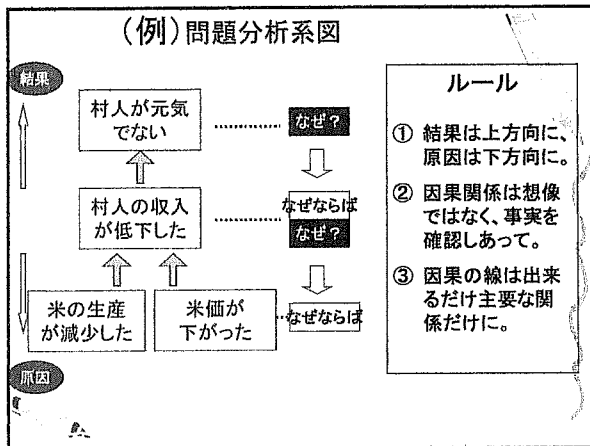 (例)問題分析系図
結果
村人が元気
でない
なぜ?
村人の収入
が低下した
なぜならば
なぜ?
米の生産
が減少した
米価が
下がった
なぜならば
原因
ルール
① 結果は上方向に、
原因は下方向に。
② 因果関係は想像
ではなく、事実を
確認しあって。
③ 因果の線は出来
るだけ主要な関
係だけに。